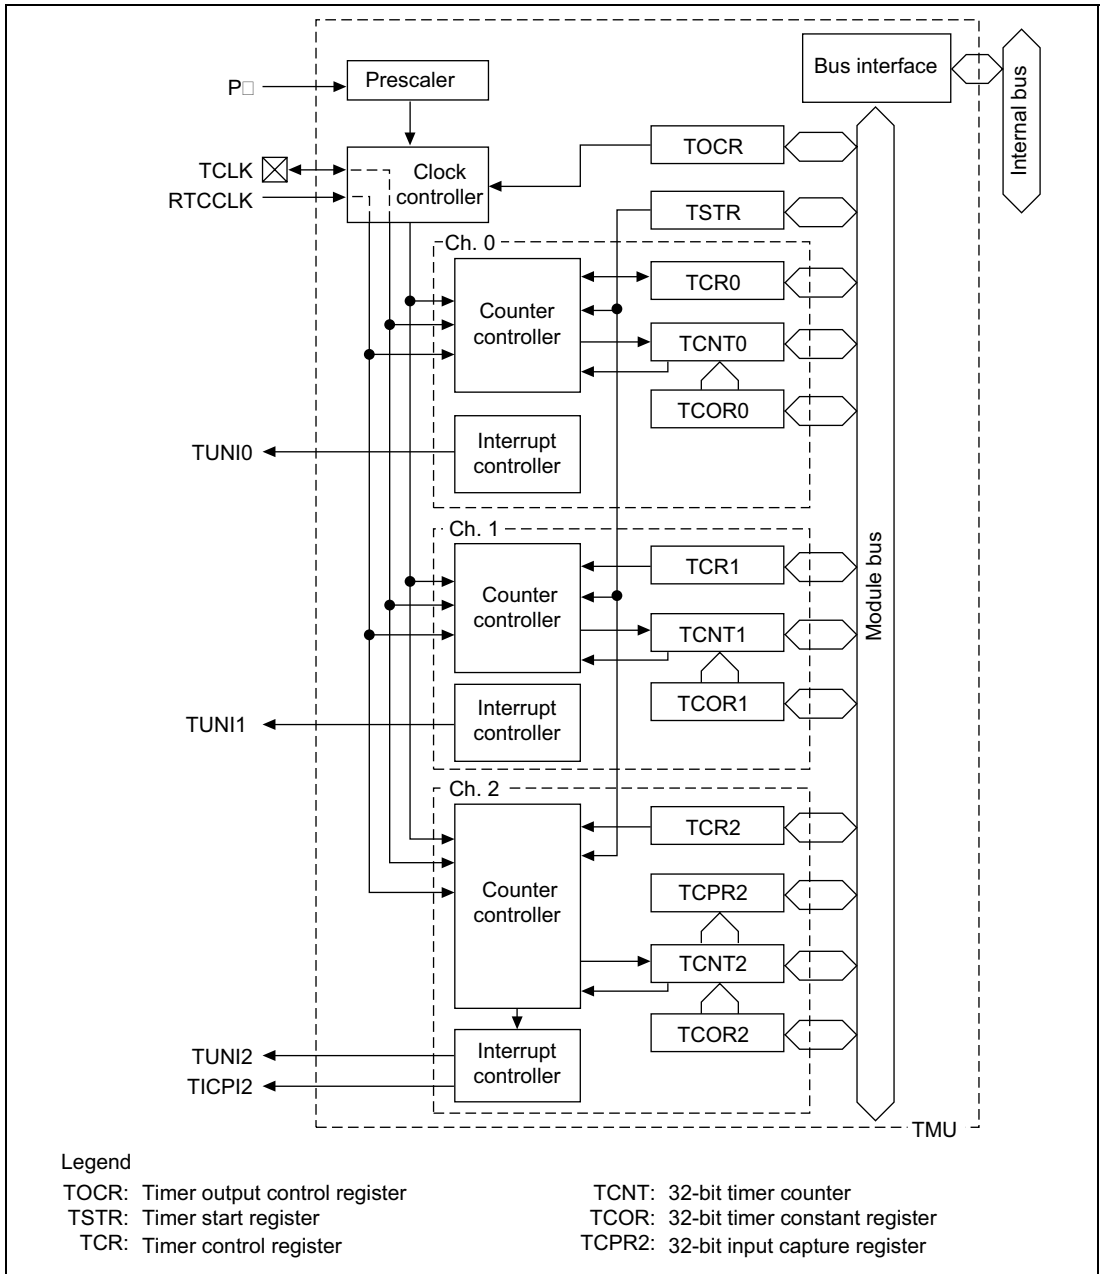 P□
Prescaler
Bus interface
Internal bus
TCLK
RTCCLK
Clock
controller
TOCR
TSTR
Ch. 0
Counter
controller
TCR0
TCNT0
TCOR0
TUNI0
Interrupt
controller
Module bus
Ch. 1
Counter
controller
TCR1
TCNT1
TCOR1
TUNI1
Interrupt
controller
Ch. 2
Counter
controller
TCR2
TCPR2
TCNT2
TCOR2
TUNI2
TICPI2
Interrupt
controller
TMU
Legend
TOCR: Timer output control register
TSTR: Timer start register
TCR: Timer control register
TCNT: 32-bit timer counter
TCOR: 32-bit timer constant register
TCPR2: 32-bit input capture register